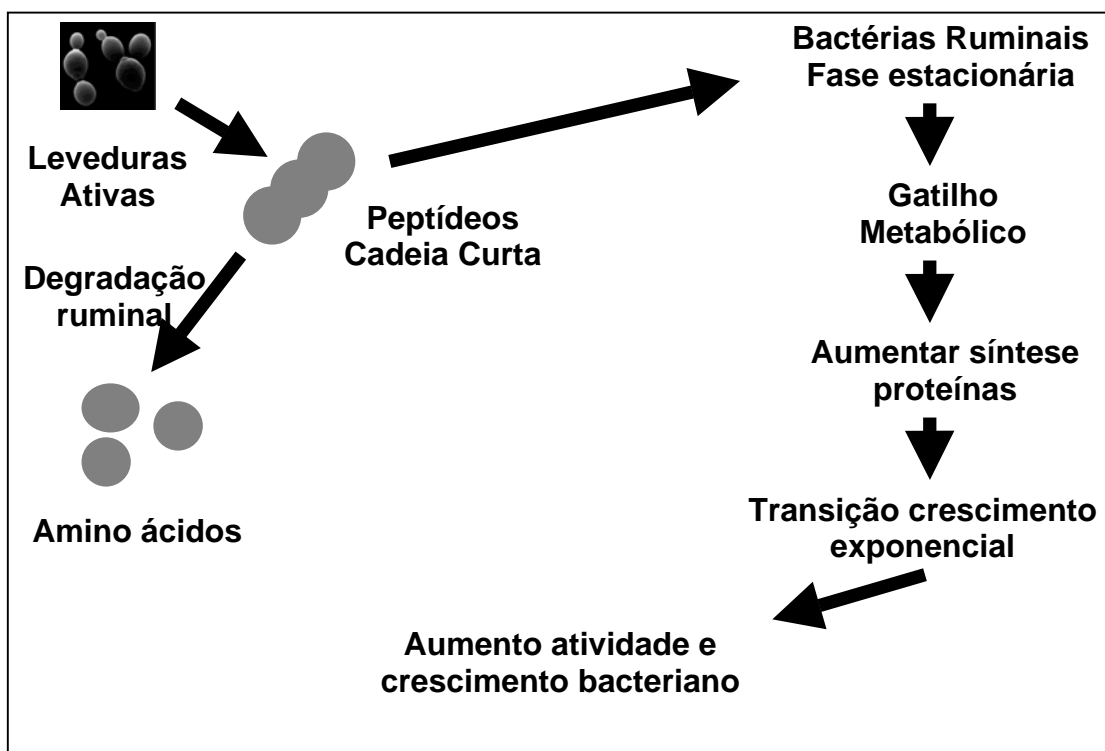 Leveduras
Ativas
Peptídeos
Cadeia Curta
Degradação
ruminal
Amino ácidos
Bactérias Ruminais
Fase estacionária
Gatilho
Metabólico
Aumentar síntese
proteínas
Transição crescimento
exponencial
Aumento atividade e
crescimento bacteriano